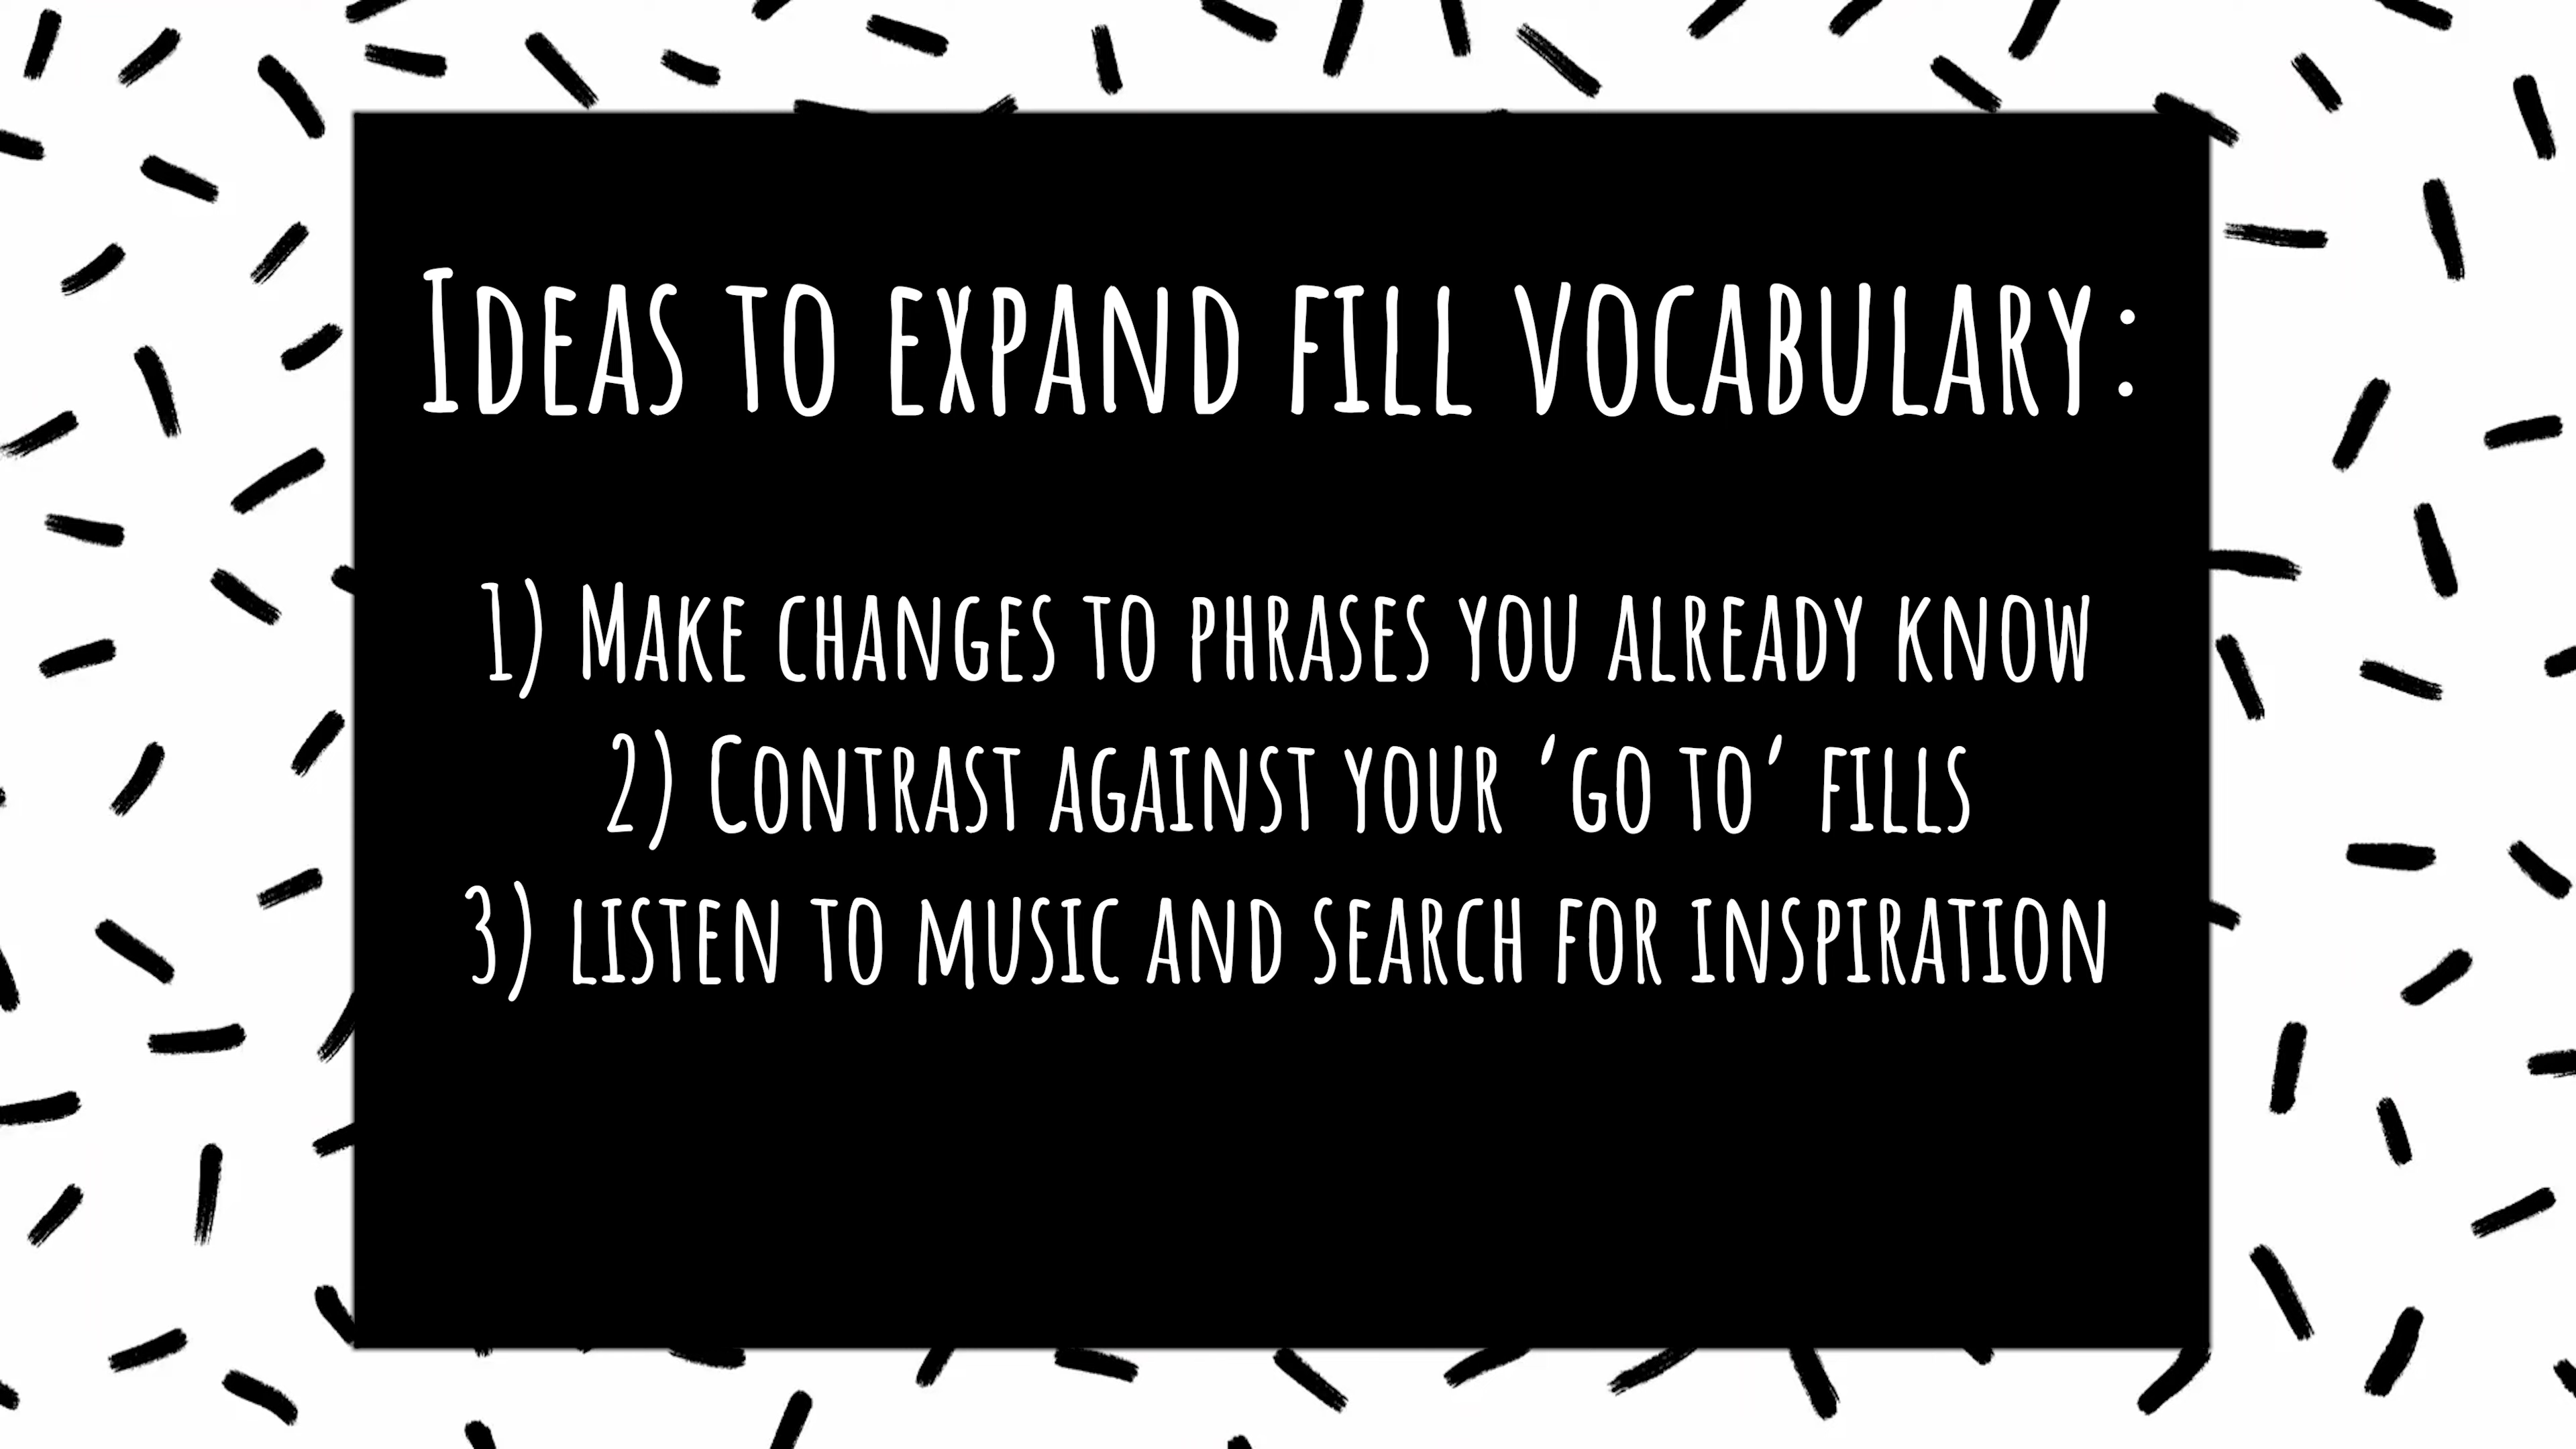 Ideas to expand fill vocabulary:
1) Make changes to phrases you already know
2) Contrast against your ‘go to’ fills
3) listen to music and search for inspiration